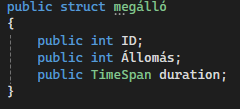 public struct megálló
{
public int ID;
public int Állomás;
public TimeSpan duration;
}